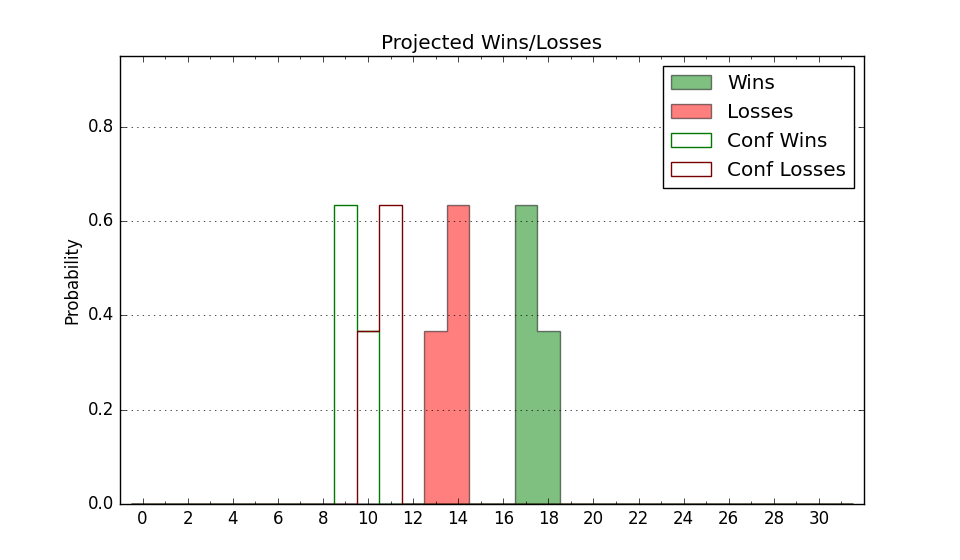 Projected Wins/Losses
Wins
Losses
Conf Wins
Conf Losses
Probability
0.8
0.6
0.4
0.2
0.0
0 2 4 6 8 10 12 14 16 18 20 22 24 26 28 30